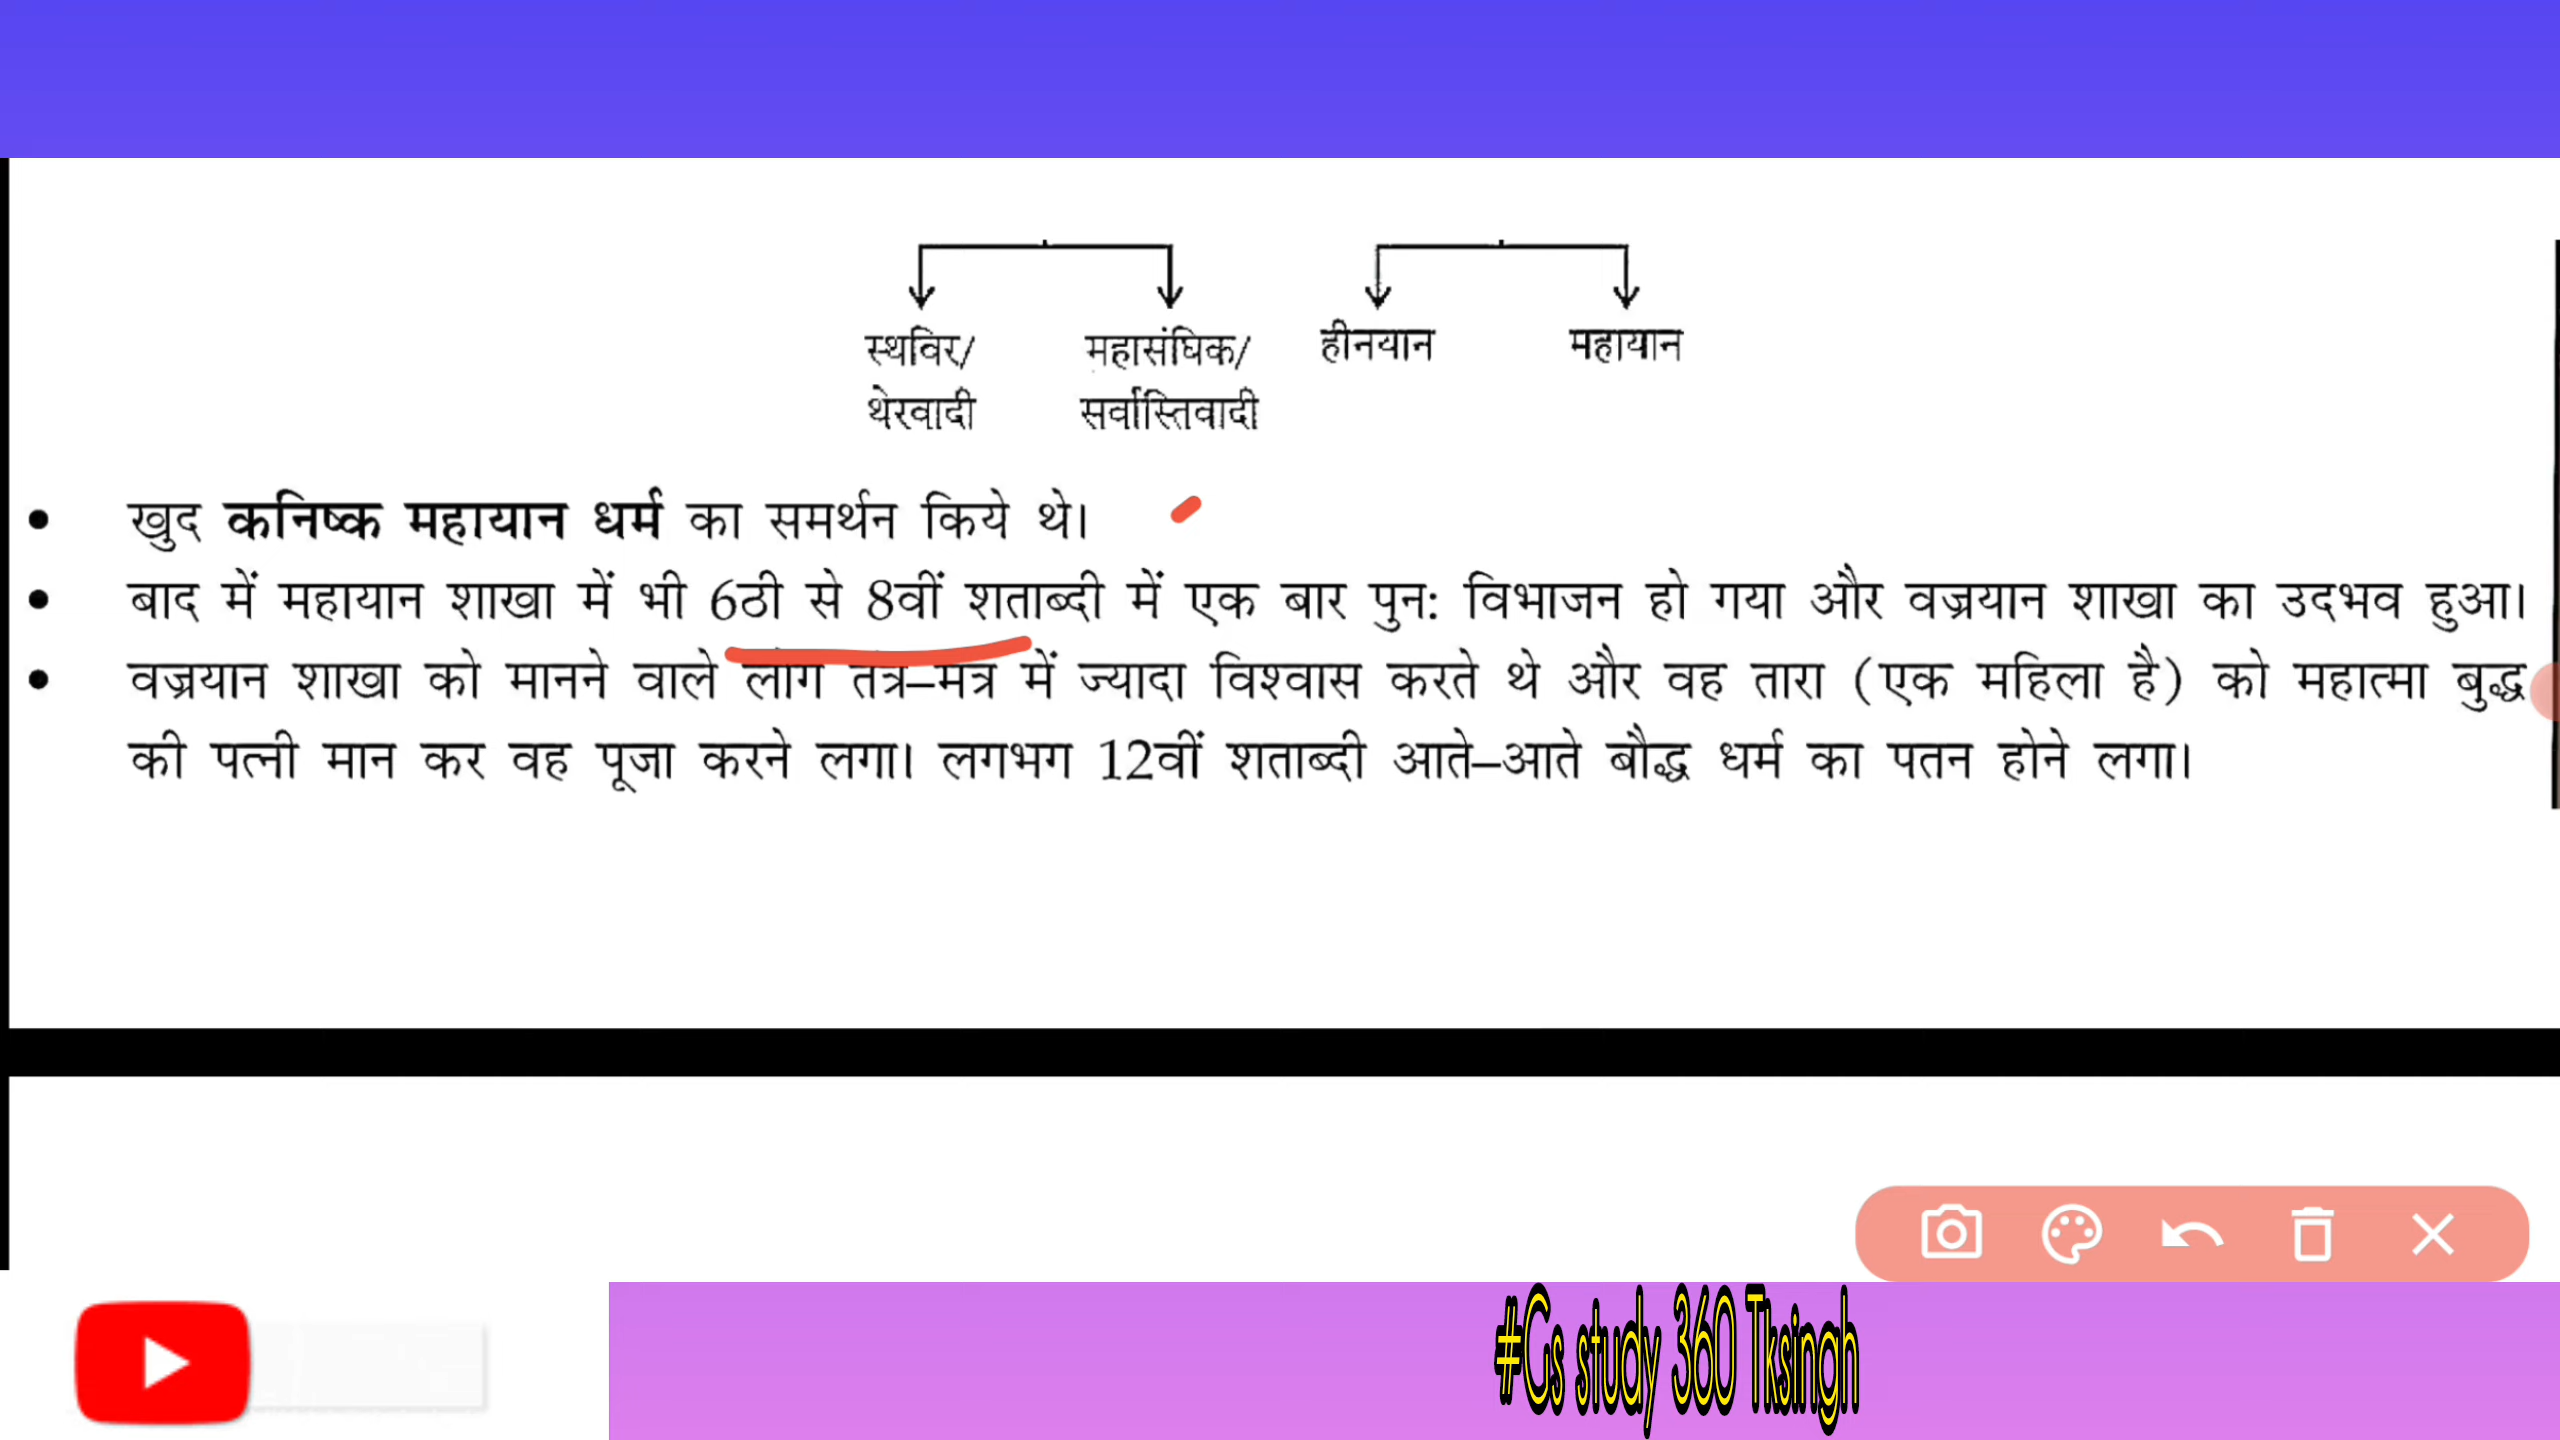 स्थविर/ महासंघिक/ हीनयान महायान
थेरवादी सर्वास्तिवादी
• खुद कनिष्क महायान धर्म का समर्थन किये थे।
• बाद में महायान शाखा में भी 6ठी से 8वीं शताब्दी में एक बार पुन: विभाजन हो गया और वज्रयान शाखा का उदभव हुआ।
• वज्रयान शाखा को मानने वाले लोग तंत्र–मंत्र में ज्यादा विश्वास करते थे और वह तारा (एक महिला है) को महात्मा बुद्ध
की पत्नी मान कर वह पूजा करने लगा। लगभग 12वीं शताब्दी आते–आते बौद्ध धर्म का पतन होने लगा।
#Gs study 360 Tksingh